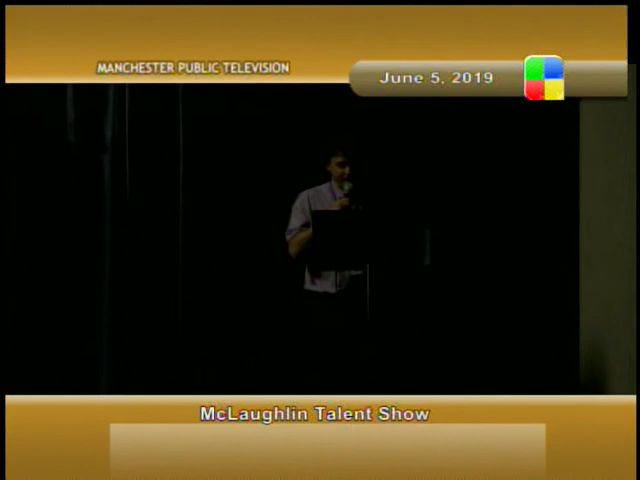 MANCHESTER PUBLIC TELEVISION
June 5, 2019
McLaughlin Talent Show